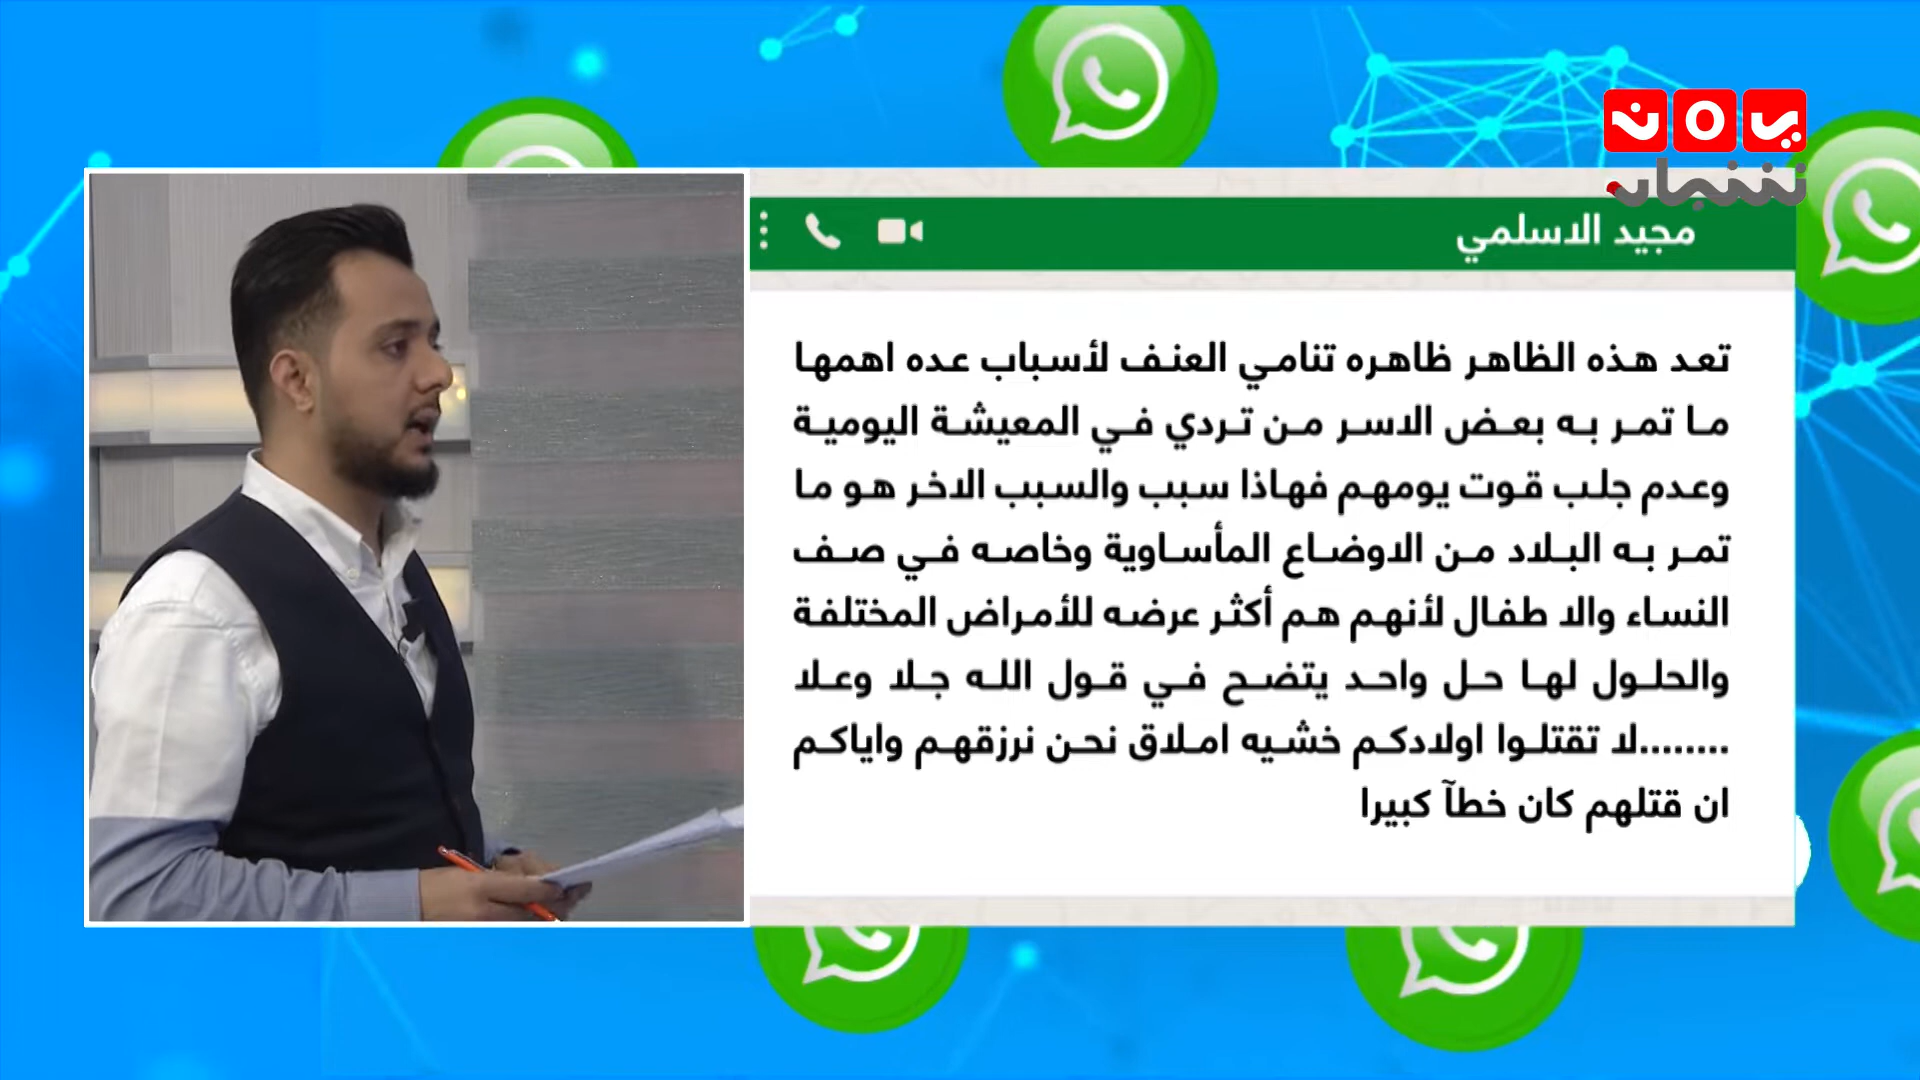 يمن
شباب
مجيد الاسلمي
تعد هذه الظاهر ظاهره تنامي العنف لأسباب عده اهمها
ما تمر به بعض الاسر من تردي في المعيشة اليومية
وعدم جلب قوت يومهم فهاذا سبب والسبب الاخر هو ما
تمر به البلاد من الاوضاع المأساوية وخاصه في صف
النساء والا طفال لأنهم هم أكثر عرضه للأمراض المختلفة
والحلول لها حل واحد يتضح في قول الله جلا وعلا
........لا تقتلوا اولادكم خشيه املاق نحن نرزقهم واياكم
ان قتلهم كان خطآ كبيرا